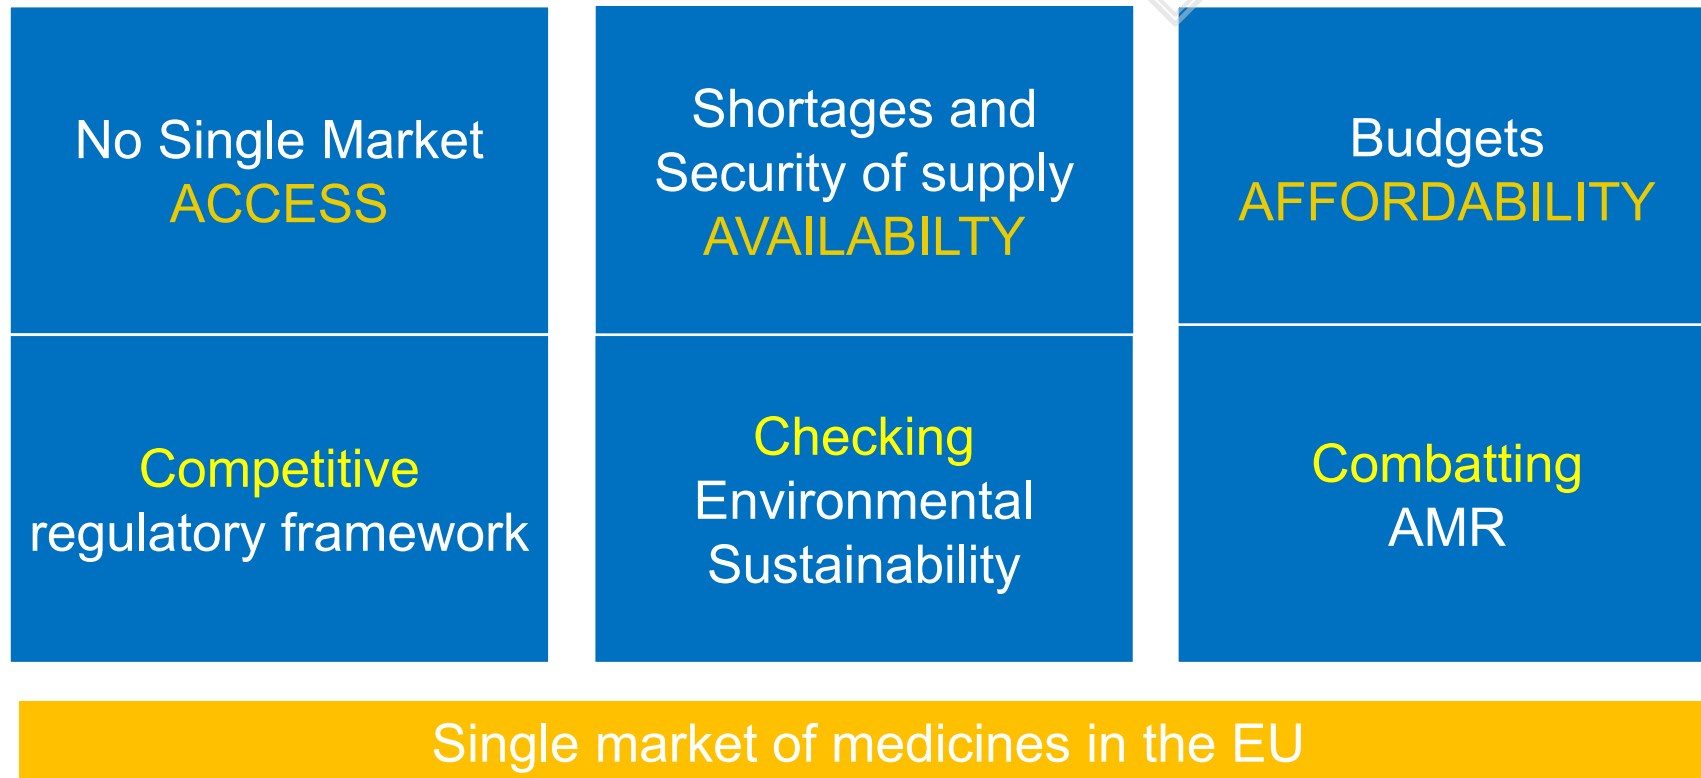 No Single Market
ACCESS
Shortages and
Security of supply
AVAILABILTY
Budgets
AFFORDABILITY
Competitive
regulatory framework
Checking
Environmental
Sustainability
Combatting
AMR
Single market of medicines in the EU